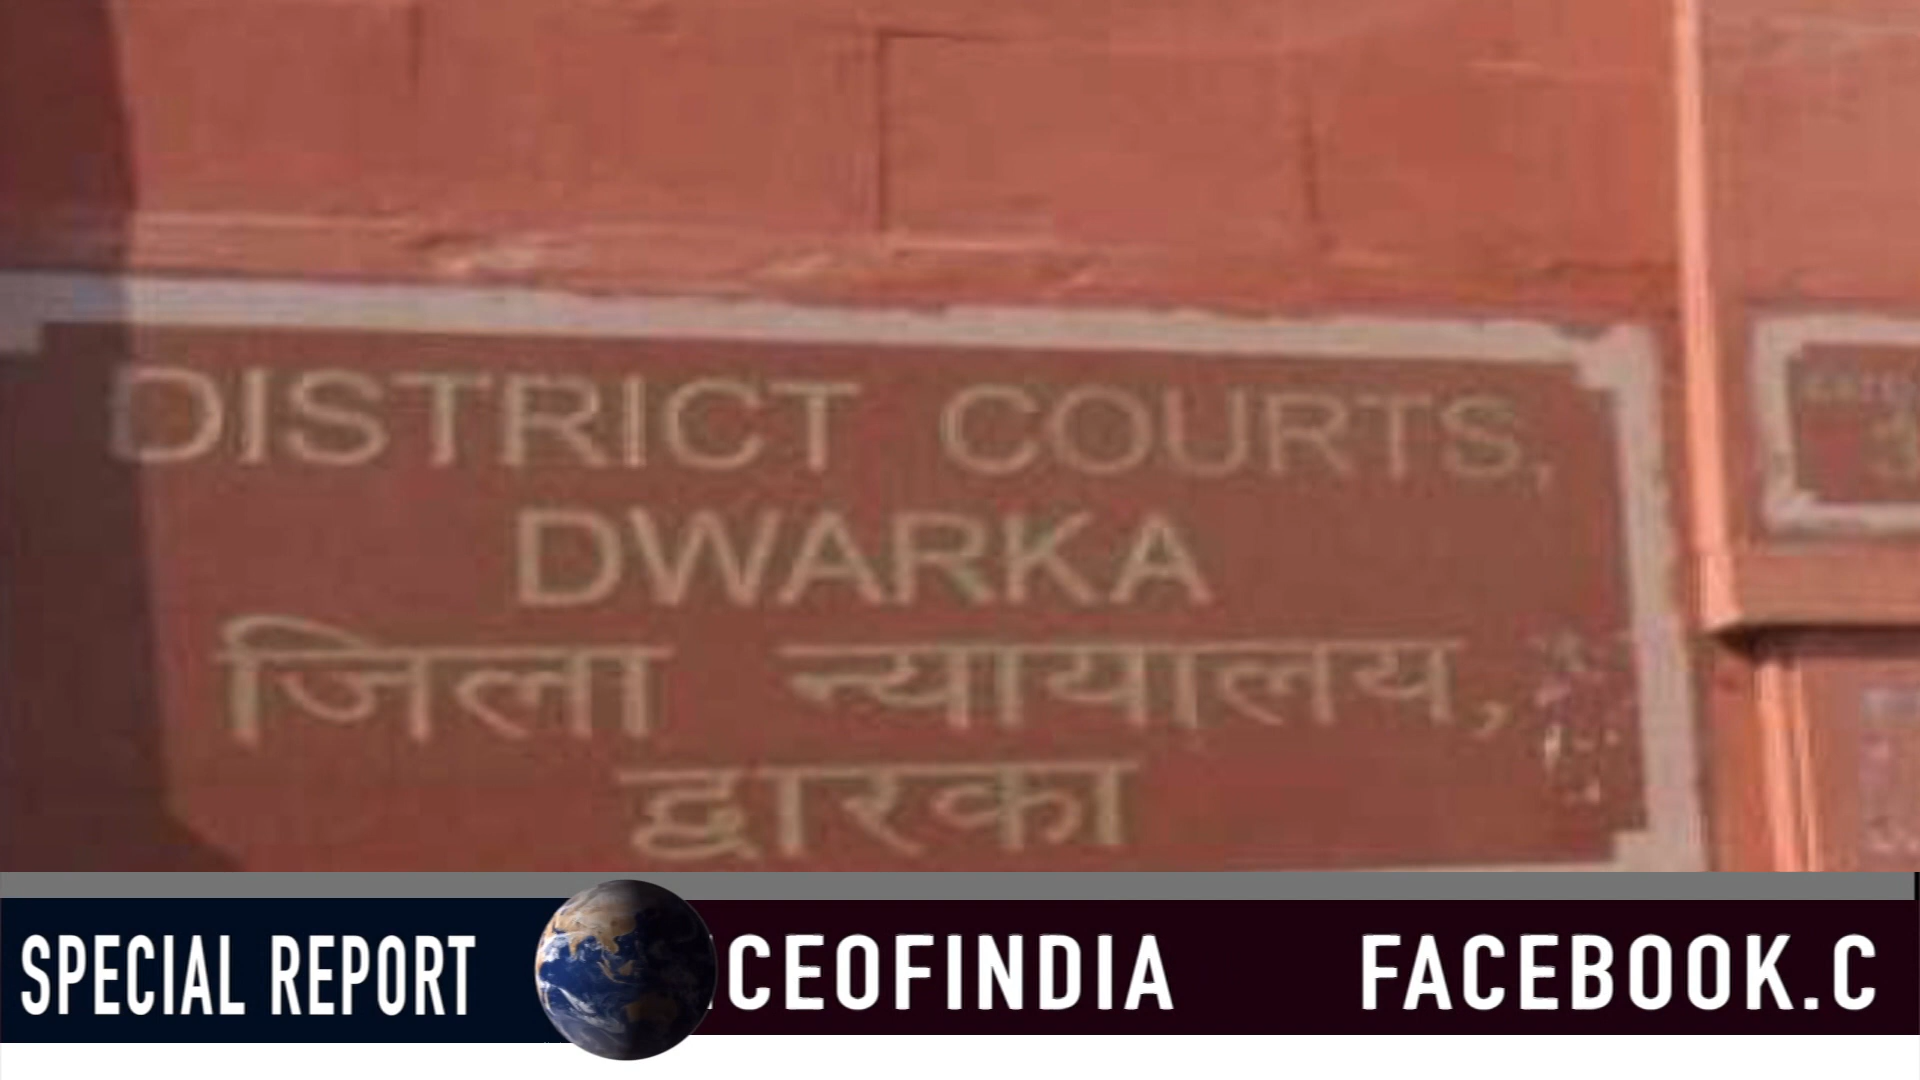 DISTRICT COURTS,
DWARKA
जिला न्यायालय,
द्वारका
SPECIAL REPORT
CEOFINDIA
FACEBOOK.C